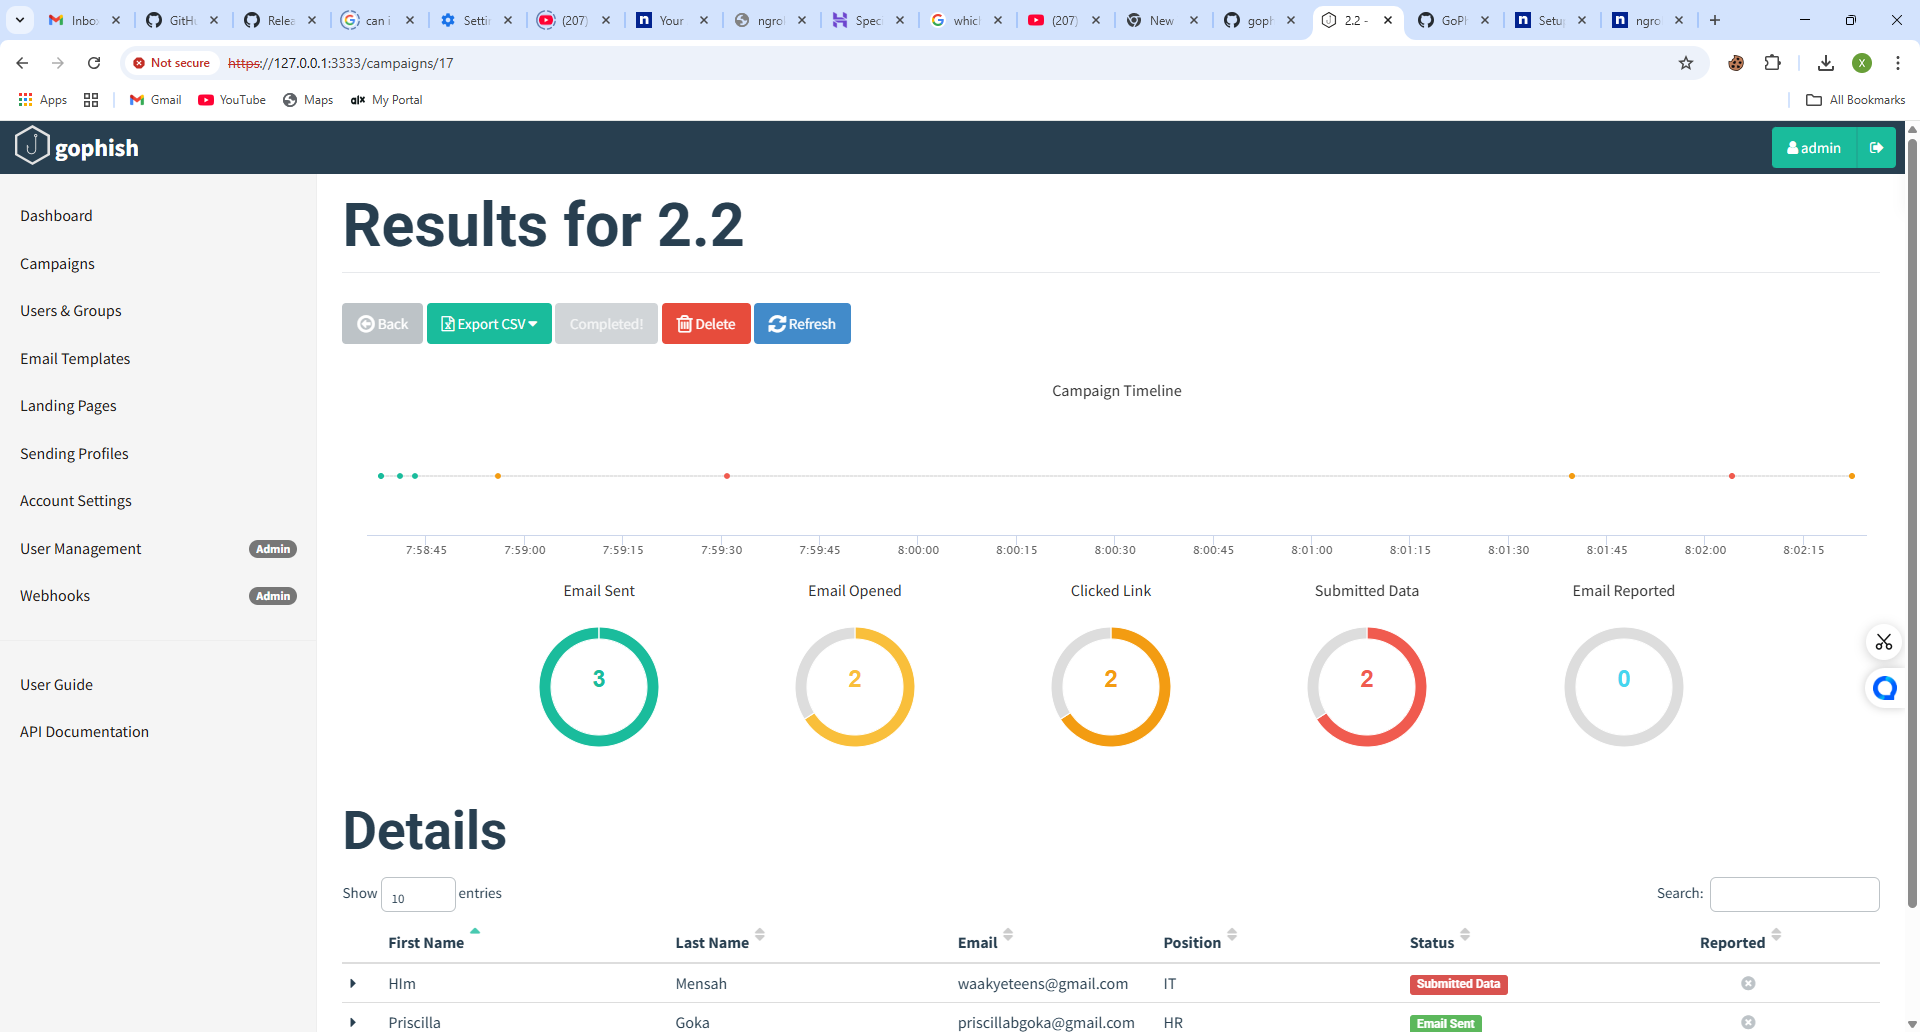 Inbo
GitHu
Relea
can i
Settin
(207)
Your
ngro
Speci
which
(207)
New
goph
2.2 -
GoPh
Setu
ngro
Not secure
https://127.0.0.1:3333/campaigns/17
X
Apps
Gmail
YouTube
Maps
alx My Portal
All Bookmarks
gophish
admin
Dashboard
Campaigns
Users & Groups
Email Templates
Landing Pages
Sending Profiles
Account Settings
User Management Admin
Webhooks Admin
User Guide
API Documentation
Results for 2.2
Back
Export CSV
Completed!
Delete
Refresh
Campaign Timeline
7:58:45 7:59:00 7:59:15 7:59:30 7:59:45 8:00:00 8:00:15 8:00:30 8:00:45 8:01:00 8:01:15 8:01:30 8:01:45 8:02:00 8:02:15
Email Sent Email Opened Clicked Link Submitted Data Email Reported
3 2 2 2 0
Details
Show 10 entries
Search:
First Name Last Name Email Position Status Reported
HIm Mensah waakyeteens@gmail.com IT Submitted Data
Priscilla Goka priscillabgoka@gmail.com HR Email Sent